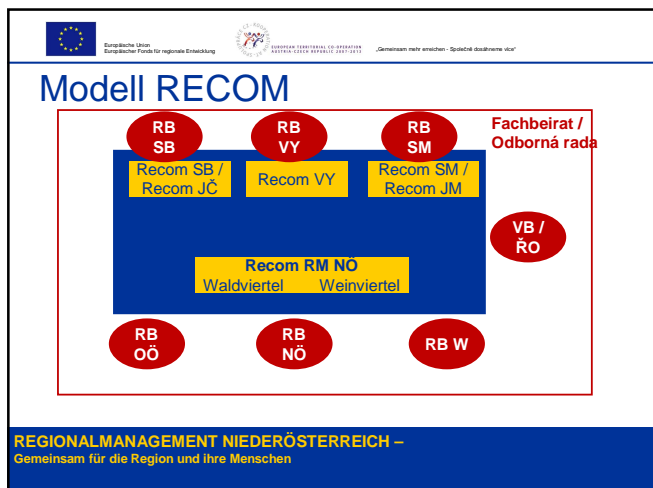 Europäische Union
Europäischer Fonds für regionale Entwicklung
EUROPEAN TERRITORIAL CO-OPERATION
AUSTRIA-CZECH REPUBLIC 2007-2013
„Gemeinsam mehr erreichen - Společně dosáhneme více"
Modell RECOM
RB
SB
RB
VY
RB
SM
Fachbeirat /
Odborná rada
Recom SB /
Recom JČ
Recom VY
Recom SM /
Recom JM
VB /
ŘO
Recom RM NÖ
Waldviertel Weinviertel
RB
OÖ
RB
NÖ
RB W
REGIONALMANAGEMENT NIEDERÖSTERREICH –
Gemeinsam für die Region und ihre Menschen